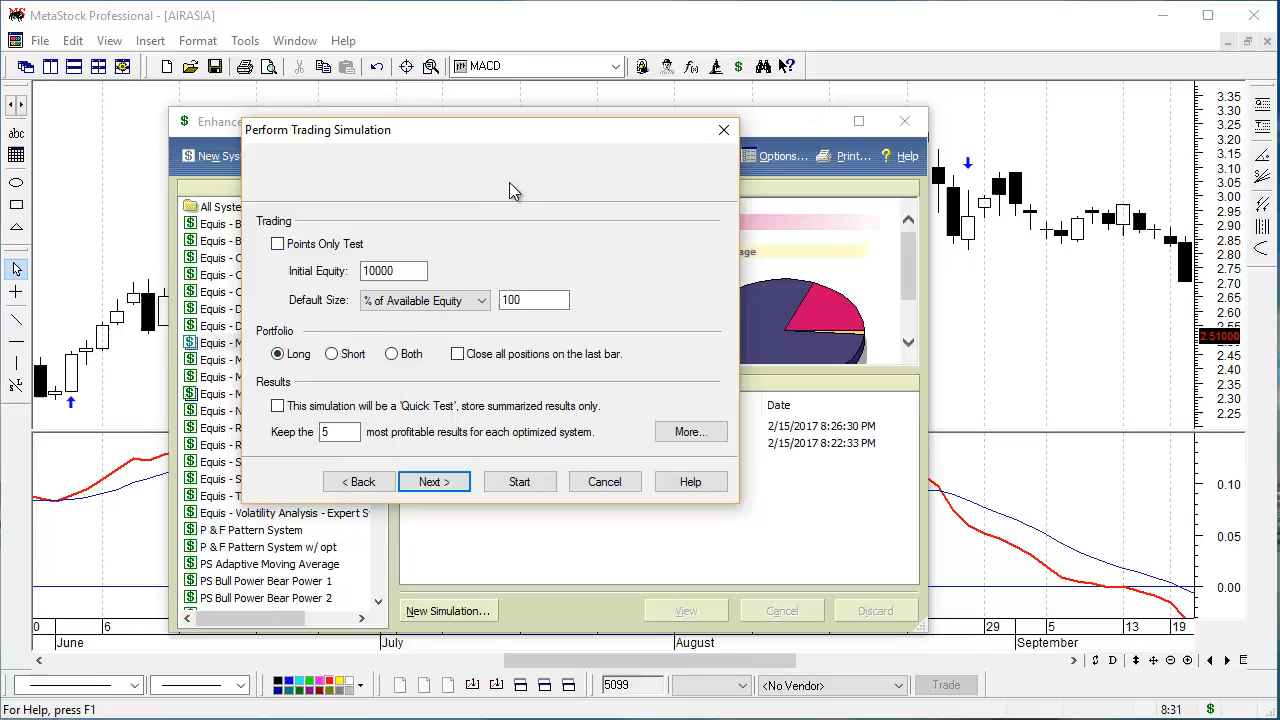 MetaStock Professional - [AIRASIA]
File Edit View Insert Format Tools Window Help
MACD
Enhance
Perform Trading Simulation
New Sys
Options...
Print...
Help
Trading
Points Only Test
Initial Equity: 10000
Default Size: % of Available Equity 100
Portfolio
Long Short Both Close all positions on the last bar.
Results
This simulation will be a 'Quick Test', store summarized results only.
Keep the 5 most profitable results for each optimized system.
More...
< Back Next > Start Cancel Help
All Syste
Equis - B
Equis - B
Equis - C
Equis - C
Equis - D
Equis - D
Equis - D
Equis - M
Equis - M
Equis - M
Equis - M
Equis - P
Equis - R
Equis - R
Equis - S
Equis - S
Equis - T
Equis - Volatility Analysis - Expert S
P & F Pattern System
P & F Pattern System w/ opt
PS Adaptive Moving Average
PS Bull Power Bear Power 1
PS Bull Power Bear Power 2
age
Date
2/15/2017 8:26:30 PM
2/15/2017 8:22:33 PM
New Simulation...
View
Cancel
Discard
abc
3.35
3.30
3.25
3.20
3.15
3.10
3.05
3.00
2.95
2.90
2.85
2.80
2.75
2.70
2.65
2.60
2.55
2.51000
2.45
2.40
2.35
2.30
2.25
0.10
0.05
0.00
0 6 29 5 13 19
June July August September
D
5099
<No Vendor>
Trade
For Help, press F1
8:31